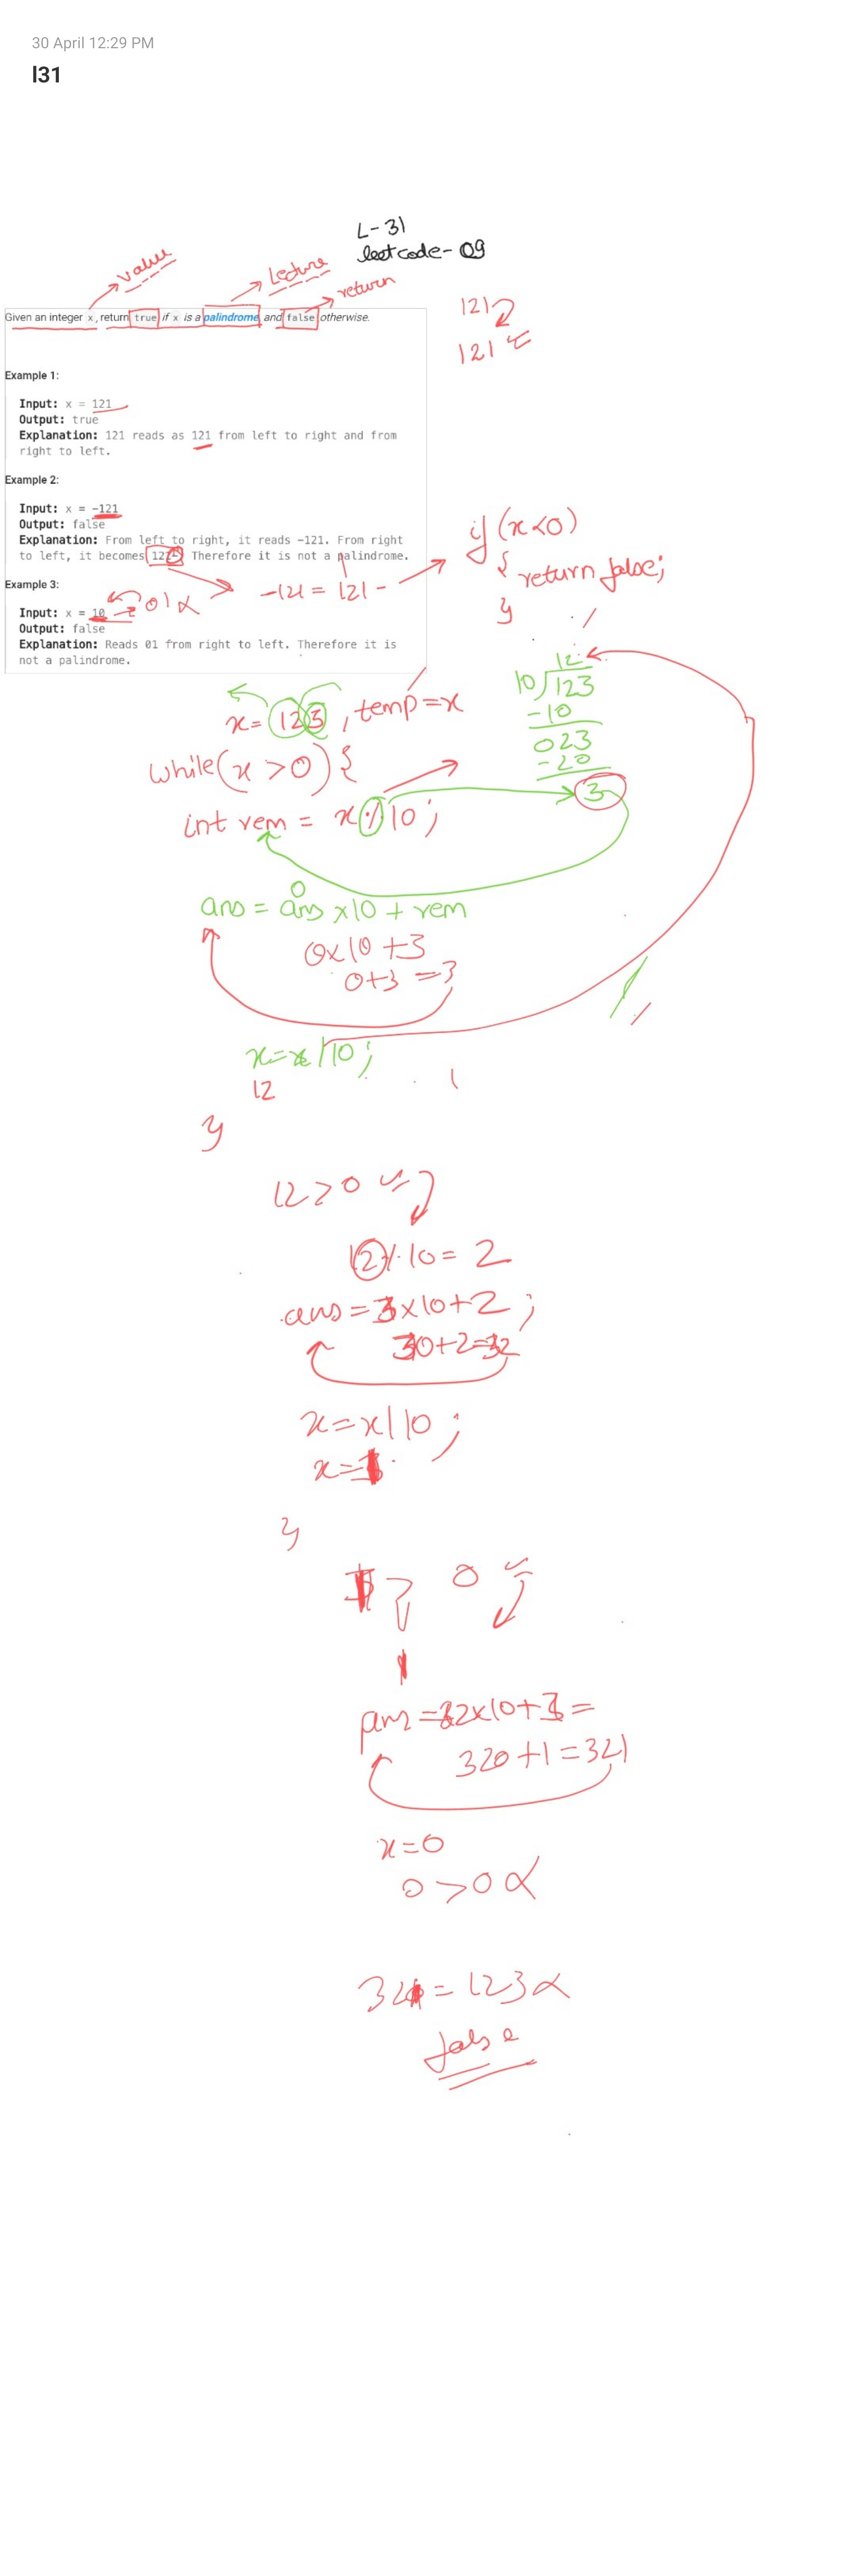 30 April 12:29 PM
l31
L-31
leetcode-09
value
Lecture
return
Given an integer x, return true if x is a palindrome, and false otherwise.
121
121
Example 1:
Input: x = 121
Output: true
Explanation: 121 reads as 121 from left to right and from
right to left.
Example 2:
Input: x = -121
Output: false
Explanation: From left to right, it reads -121. From right
to left, it becomes 121-. Therefore it is not a palindrome.
if (x<0)
{
return false;
}
-121 = 121-
Example 3:
01
Input: x = 10
Output: false
Explanation: Reads 01 from right to left. Therefore it is
not a palindrome.
12
10)123
-10
023
-20
3
x = 123, temp=x
while(x >0) {
int rem = x % 10;
0
ans = ans x10 + rem
0x10 +3
0+3 =3
x=x/10;
12
}
12>0
12%10= 2
ans = 3x10+2;
30+2=32
x=x/10;
x=1
}
1 > 0
1
ans =32x10+1=
320+1=321
x=0
0>0
321 = 123
false